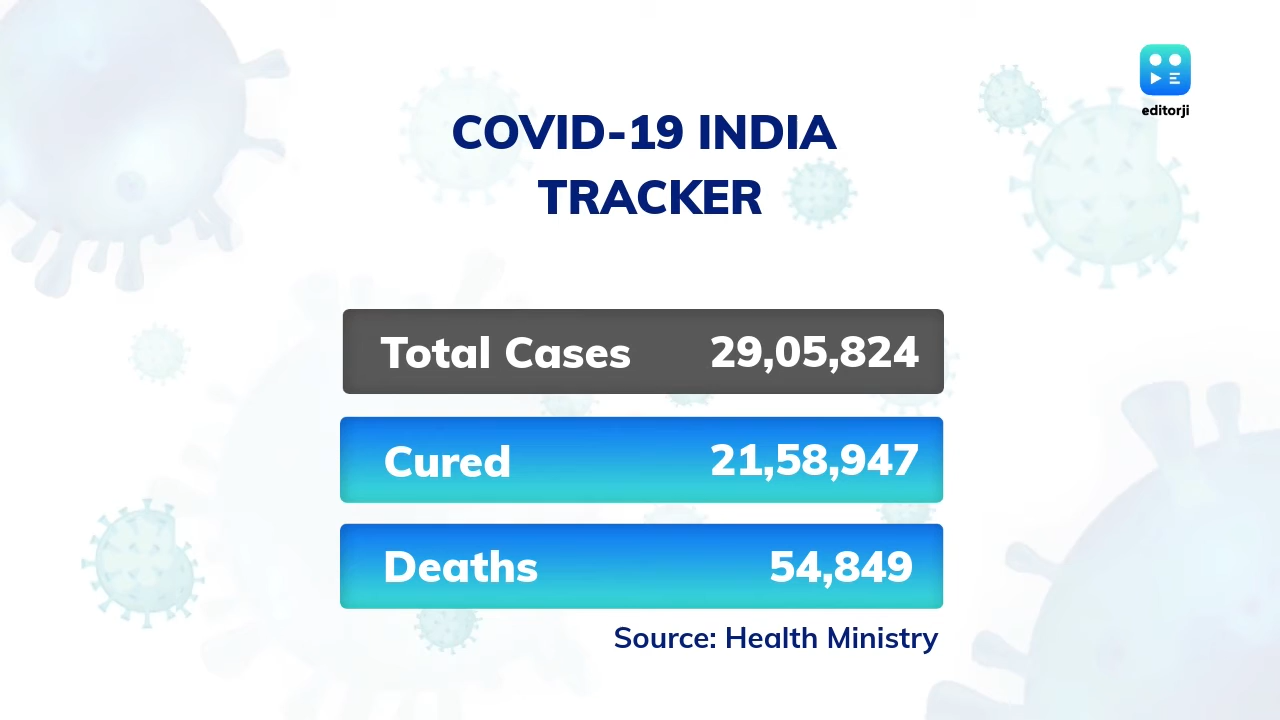 editorji
COVID-19 INDIA
TRACKER
Total Cases 29,05,824
Cured 21,58,947
Deaths 54,849
Source: Health Ministry